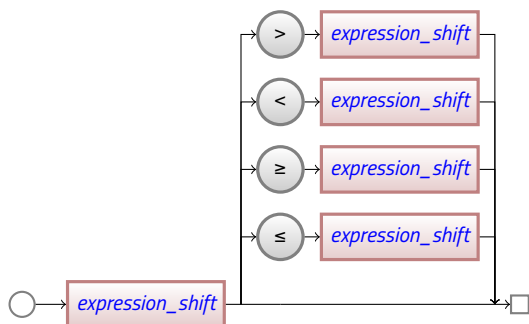 > expression_shift
< expression_shift
≥ expression_shift
≤ expression_shift
expression_shift